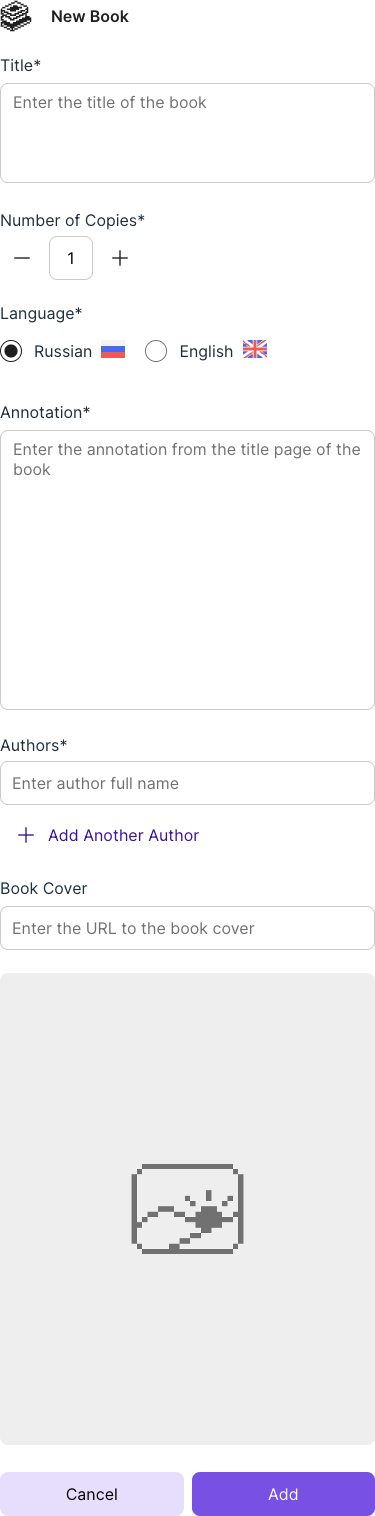 New Book
Title*
Enter the title of the book
Number of Copies*
1
Language*
Russian English
Annotation*
Enter the annotation from the title page of the
book
Authors*
Enter author full name
Add Another Author
Book Cover
Enter the URL to the book cover
Cancel Add